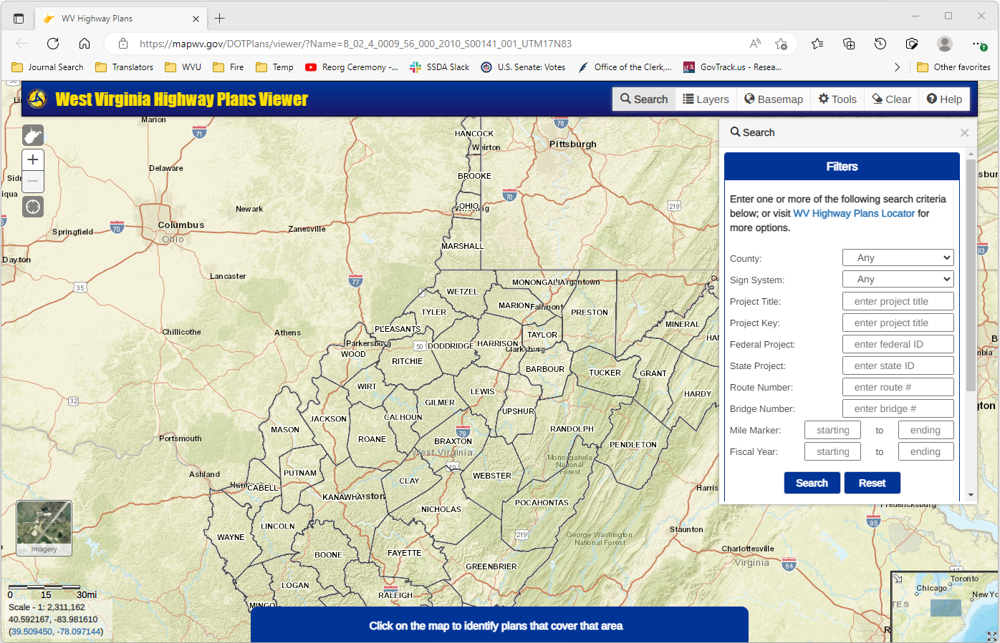 WV Highway Plans
https://mapwv.gov/DOTPlans/viewer/?Name=B_02_4_0009_56_000_2010_S00141_001_UTM17N83
Journal Search
Translators
WVU
Fire
Temp
Reorg Ceremony -...
SSDA Slack
U.S. Senate: Votes
Office of the Clerk,...
GovTrack.us - Resea...
Other favorites
West Virginia Highway Plans Viewer
Search
Layers
Basemap
Tools
Clear
Help
Search
Filters
Enter one or more of the following search criteria
below; or visit WV Highway Plans Locator for
more options.
County: Any
Sign System: Any
Project Title: enter project title
Project Key: enter project title
Federal Project: enter federal ID
State Project: enter state ID
Route Number: enter route #
Bridge Number: enter bridge #
Mile Marker: starting to ending
Fiscal Year: starting to ending
Search Reset
Marion
71
76
HANCOCK
Weirton
Pittsburgh
Delaware
BROOKE
70
Newark
OHIO
219
Columbus
Ohio
Springfield
70
Zanesville
MARSHALL
83
Dayton
Lancaster
77
35
MONONGALIA
WETZEL
MARION
Fairmont
PRESTON
TYLER
MINERAL
PLEASANTS
Chillicothe
Athens
TAYLOR
Parkersburg
50
DODDRIDGE
HARRISON
Clarksburg
WOOD
RITCHIE
BARBOUR
TUCKER
GRANT
WIRT
LEWIS
HARDY
32
GILMER
UPSHUR
JACKSON
CALHOUN
MASON
RANDOLPH
79
Portsmouth
ROANE
BRAXTON
PENDLETON
West Virginia
Monongahela
National
Forest
19
Ashland
PUTNAM
WEBSTER
CLAY
CABELL
KANAWHA
POCAHONTAS
NICHOLAS
Fredericksburg
95
LINCOLN
WAYNE
219
George Washington
National Forest
Staunton
Charlottesville
Virginia
64
BOONE
FAYETTE
GREENBRIER
LOGAN
RALEIGH
MINGO
Imagery
0 15 30mi
Scale - 1: 2,311,162
40.592167, -83.981610
(39.509450, -78.097144)
Click on the map to identify plans that cover that area
Toronto
Chicago
New Yo